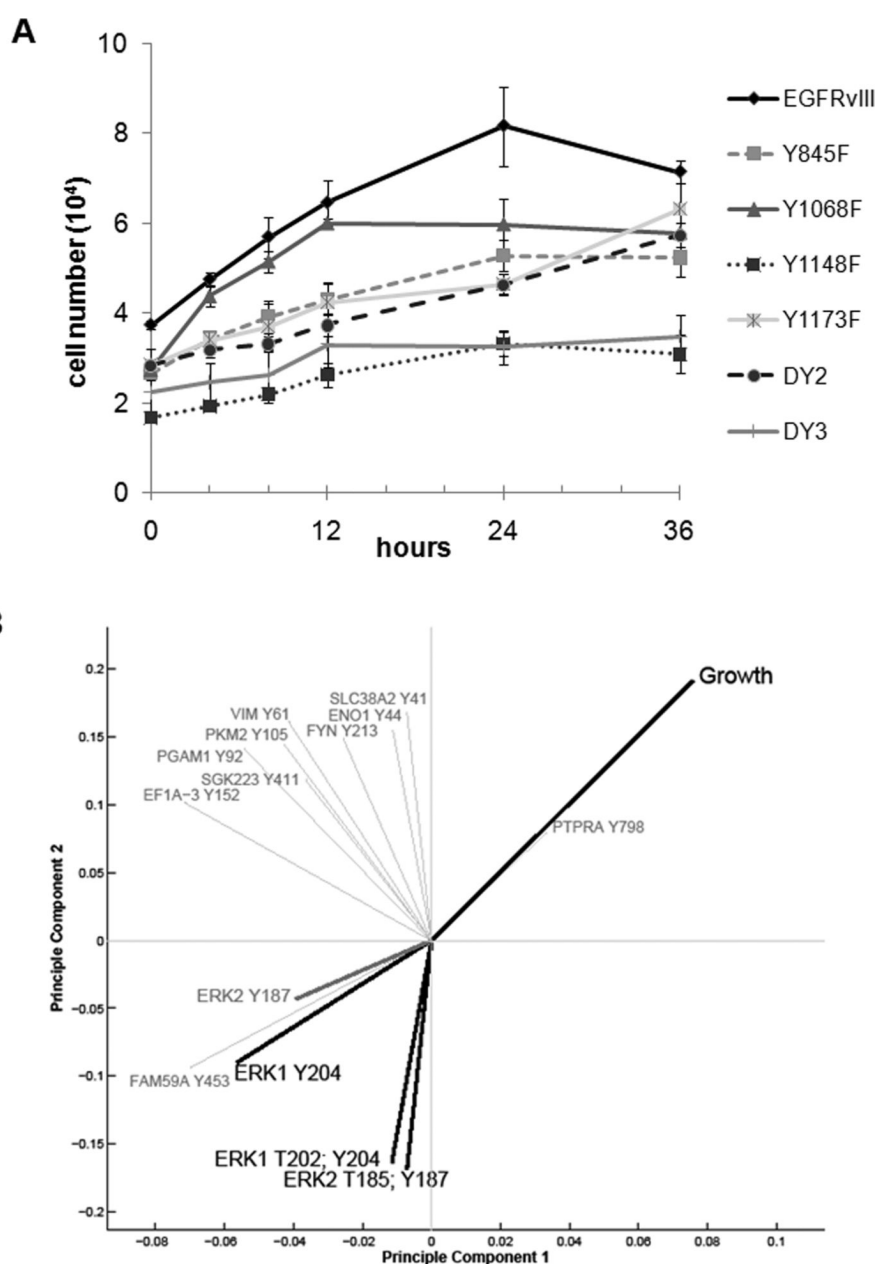 A
10
8
6
4
2
0
cell number (10⁴)
0 12 24 36
hours
EGFRvIII
Y845F
Y1068F
Y1148F
Y1173F
DY2
DY3
0.2
0.15
0.1
0.05
0
−0.05
−0.1
−0.15
−0.2
Principle Component 2
Growth
SLC38A2 Y41
VIM Y61
ENO1 Y44
PKM2 Y105
FYN Y213
PGAM1 Y92
SGK223 Y411
EF1A−3 Y152
PTPRA Y798
ERK2 Y187
ERK1 Y204
FAM59A Y453
ERK1 T202; Y204
ERK2 T185; Y187
−0.08 −0.06 −0.04 −0.02 0 0.02 0.04 0.06 0.08 0.1
Principle Component 1